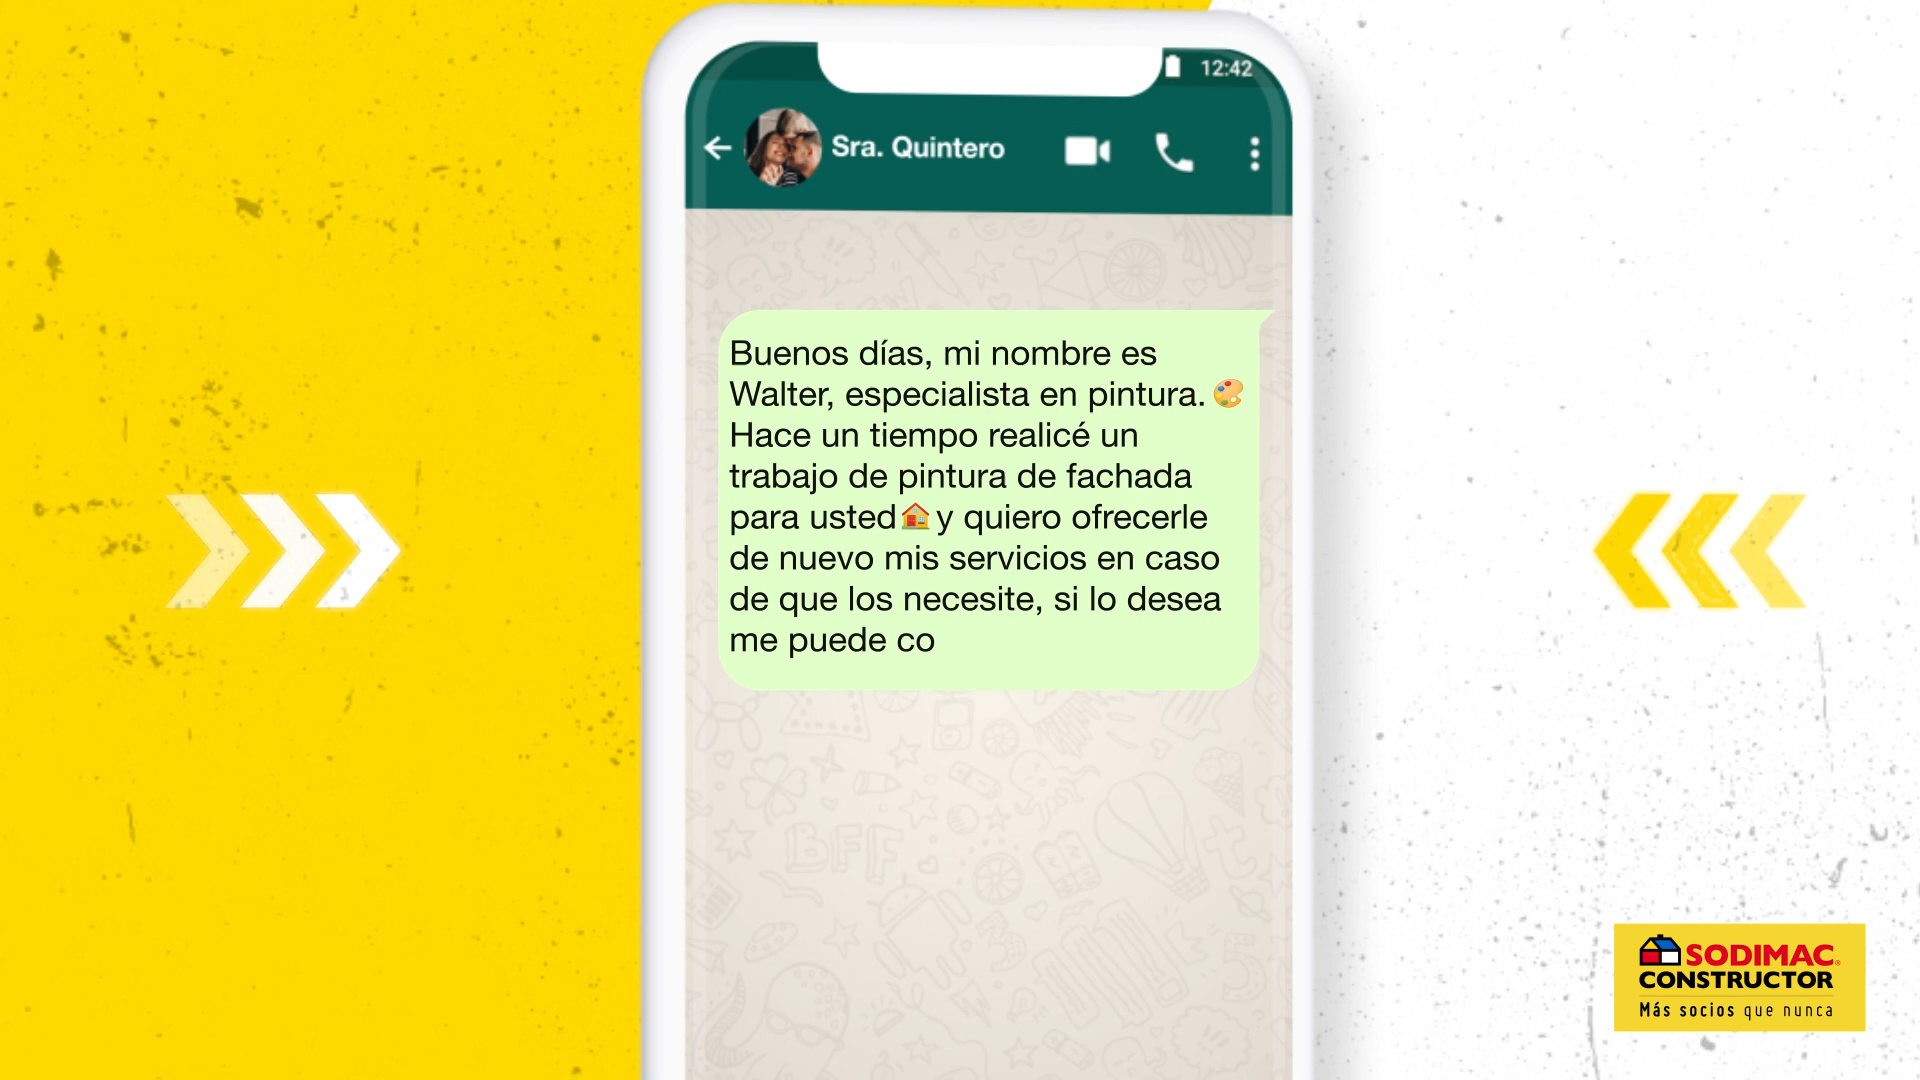 12:42
Sra. Quintero
Buenos días, mi nombre es
Walter, especialista en pintura. 🎨
Hace un tiempo realicé un
trabajo de pintura de fachada
para usted🏠y quiero ofrecerle
de nuevo mis servicios en caso
de que los necesite, si lo desea
me puede co
BFF
SODIMAC®
CONSTRUCTOR
Más socios que nunca